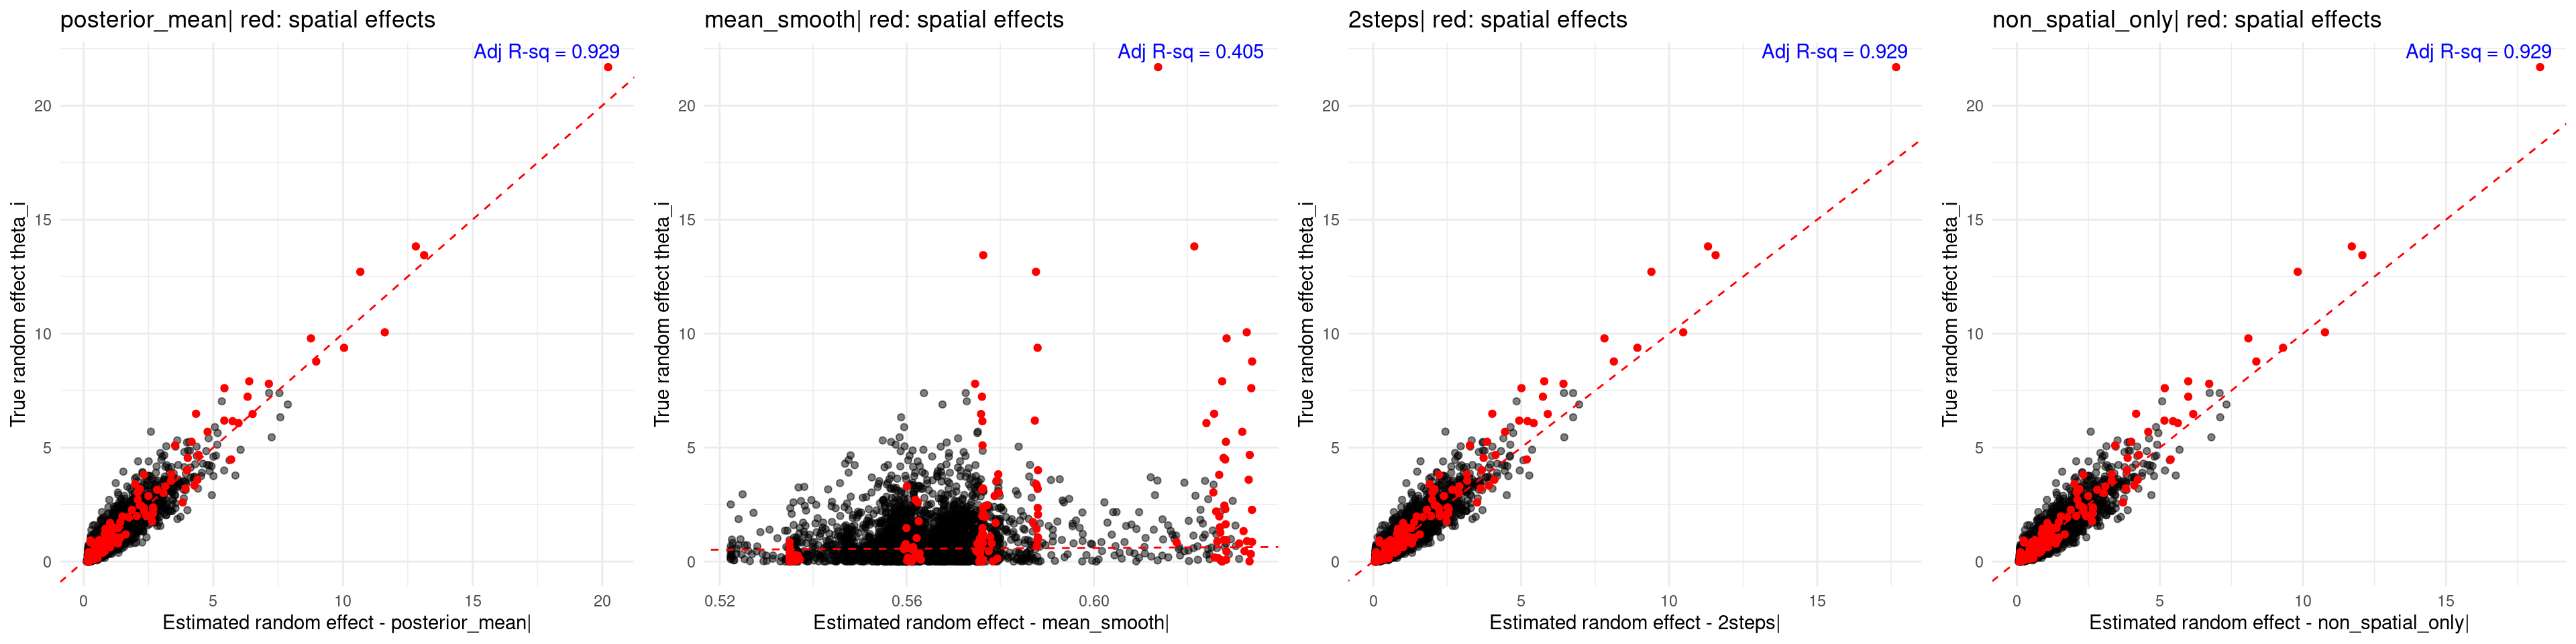 posterior_mean| red: spatial effects
Adj R-sq = 0.929
True random effect theta_i
20
15
10
5
0
0 5 10 15 20
Estimated random effect - posterior_mean|
mean_smooth| red: spatial effects
Adj R-sq = 0.405
True random effect theta_i
20
15
10
5
0
0.52 0.56 0.60
Estimated random effect - mean_smooth|
2steps| red: spatial effects
Adj R-sq = 0.929
True random effect theta_i
20
15
10
5
0
0 5 10 15
Estimated random effect - 2steps|
non_spatial_only| red: spatial effects
Adj R-sq = 0.929
True random effect theta_i
20
15
10
5
0
0 5 10 15
Estimated random effect - non_spatial_only|